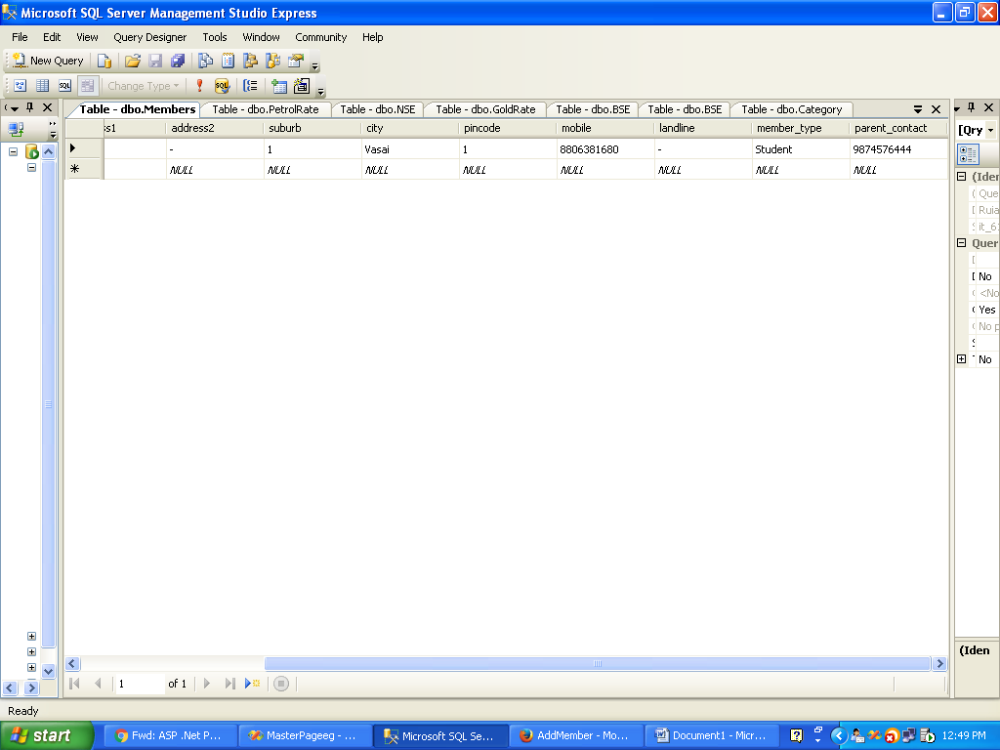 Microsoft SQL Server Management Studio Express
File Edit View Query Designer Tools Window Community Help
New Query
SQL Change Type
Table - dbo.Members Table - dbo.PetrolRate Table - dbo.NSE Table - dbo.GoldRate Table - dbo.BSE Table - dbo.BSE Table - dbo.Category
ss1 address2 suburb city pincode mobile landline member_type parent_contact
- 1 Vasai 1 8806381680 - Student 9874576444
NULL NULL NULL NULL NULL NULL NULL NULL
[Qry
(Iden
Que
Ruia
it_6
Quer
No
<No
Yes
No p
No
(Iden
1 of 1
Ready
start Fwd: ASP .Net P... MasterPageeg - ... Microsoft SQL Se... AddMember - Mo... Document1 - Micr... 12:49 PM